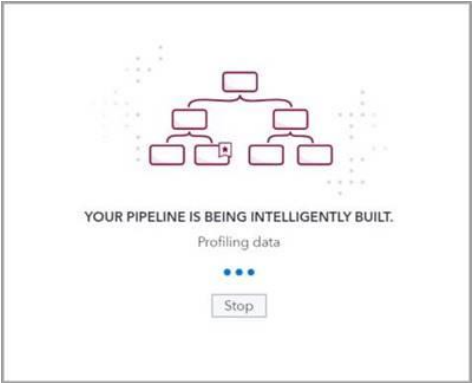 YOUR PIPELINE IS BEING INTELLIGENTLY BUILT.
Profiling data
Stop